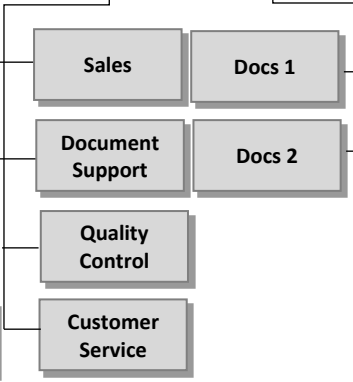 Sales
Docs 1
Document
Support
Docs 2
Quality
Control
Customer
Service